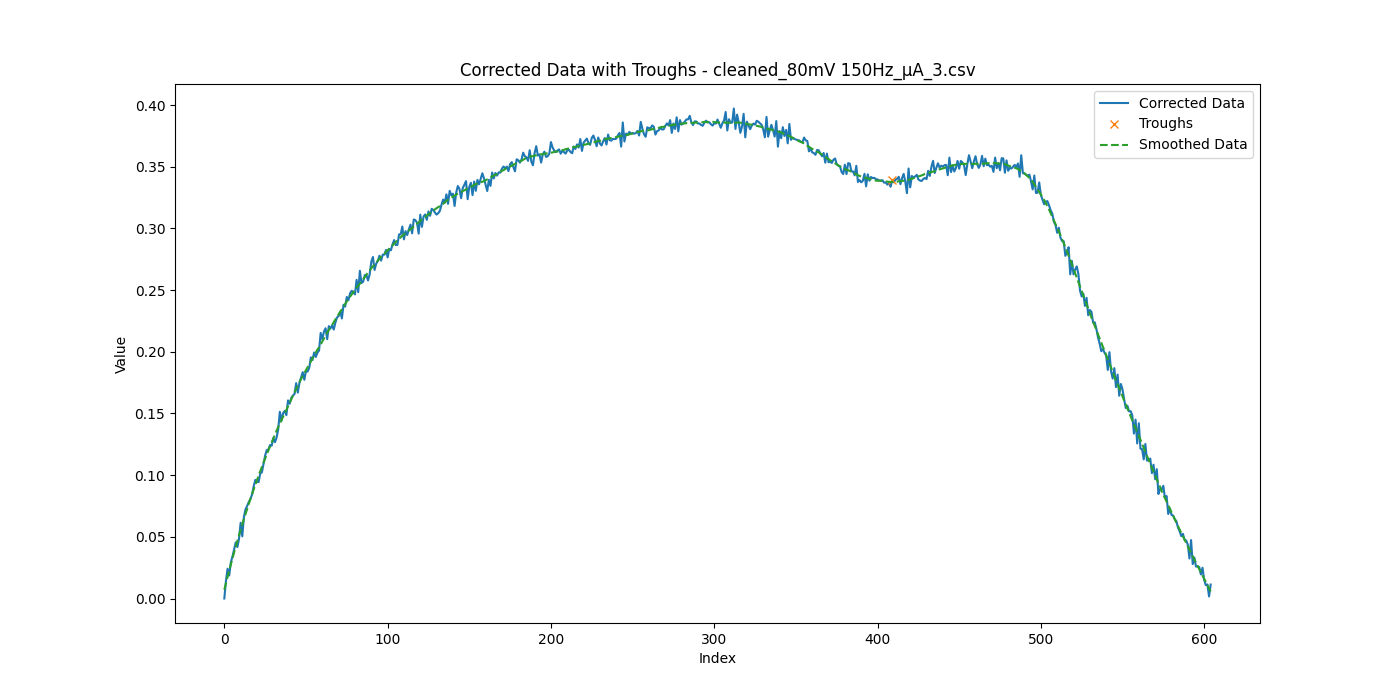 Corrected Data with Troughs - cleaned_80mV 150Hz_μA_3.csv
Corrected Data
Troughs
Smoothed Data
Value
0.40
0.35
0.30
0.25
0.20
0.15
0.10
0.05
0.00
0 100 200 300 400 500 600
Index